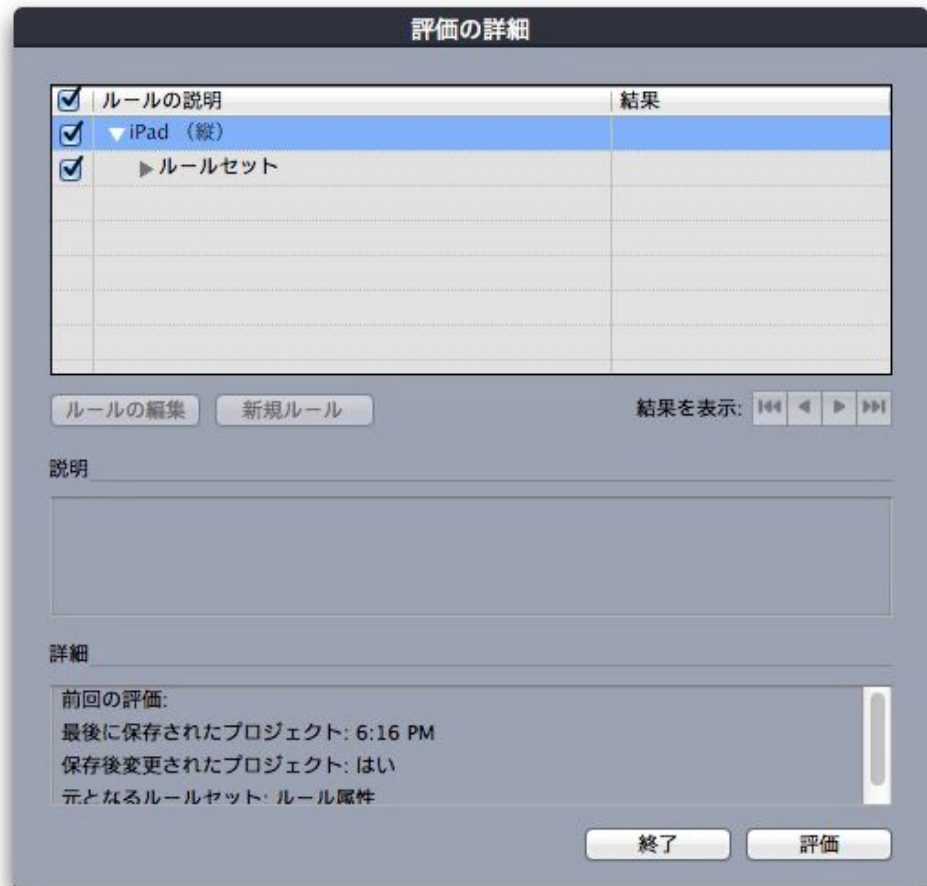 評価の詳細
ルールの説明 結果
iPad （縦）
ルールセット
ルールの編集 新規ルール 結果を表示:
説明
詳細
前回の評価:
最後に保存されたプロジェクト: 6:16 PM
保存後変更されたプロジェクト: はい
元となるルールセット: ルール属性
終了 評価